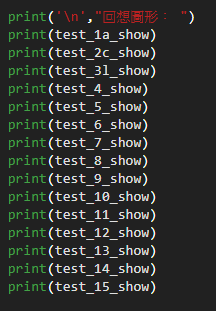 print('\n',"回想圖形： ")
print(test_1a_show)
print(test_2c_show)
print(test_3l_show)
print(test_4_show)
print(test_5_show)
print(test_6_show)
print(test_7_show)
print(test_8_show)
print(test_9_show)
print(test_10_show)
print(test_11_show)
print(test_12_show)
print(test_13_show)
print(test_14_show)
print(test_15_show)